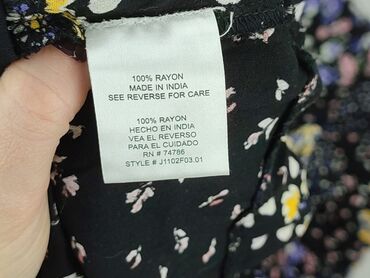 100% RAYON
MADE IN INDIA
SEE REVERSE FOR CARE
100% RAYON
HECHO EN INDIA
VEA EL REVERSO
PARA EL CUIDADO
RN # 74786
STYLE # J1102F03.01